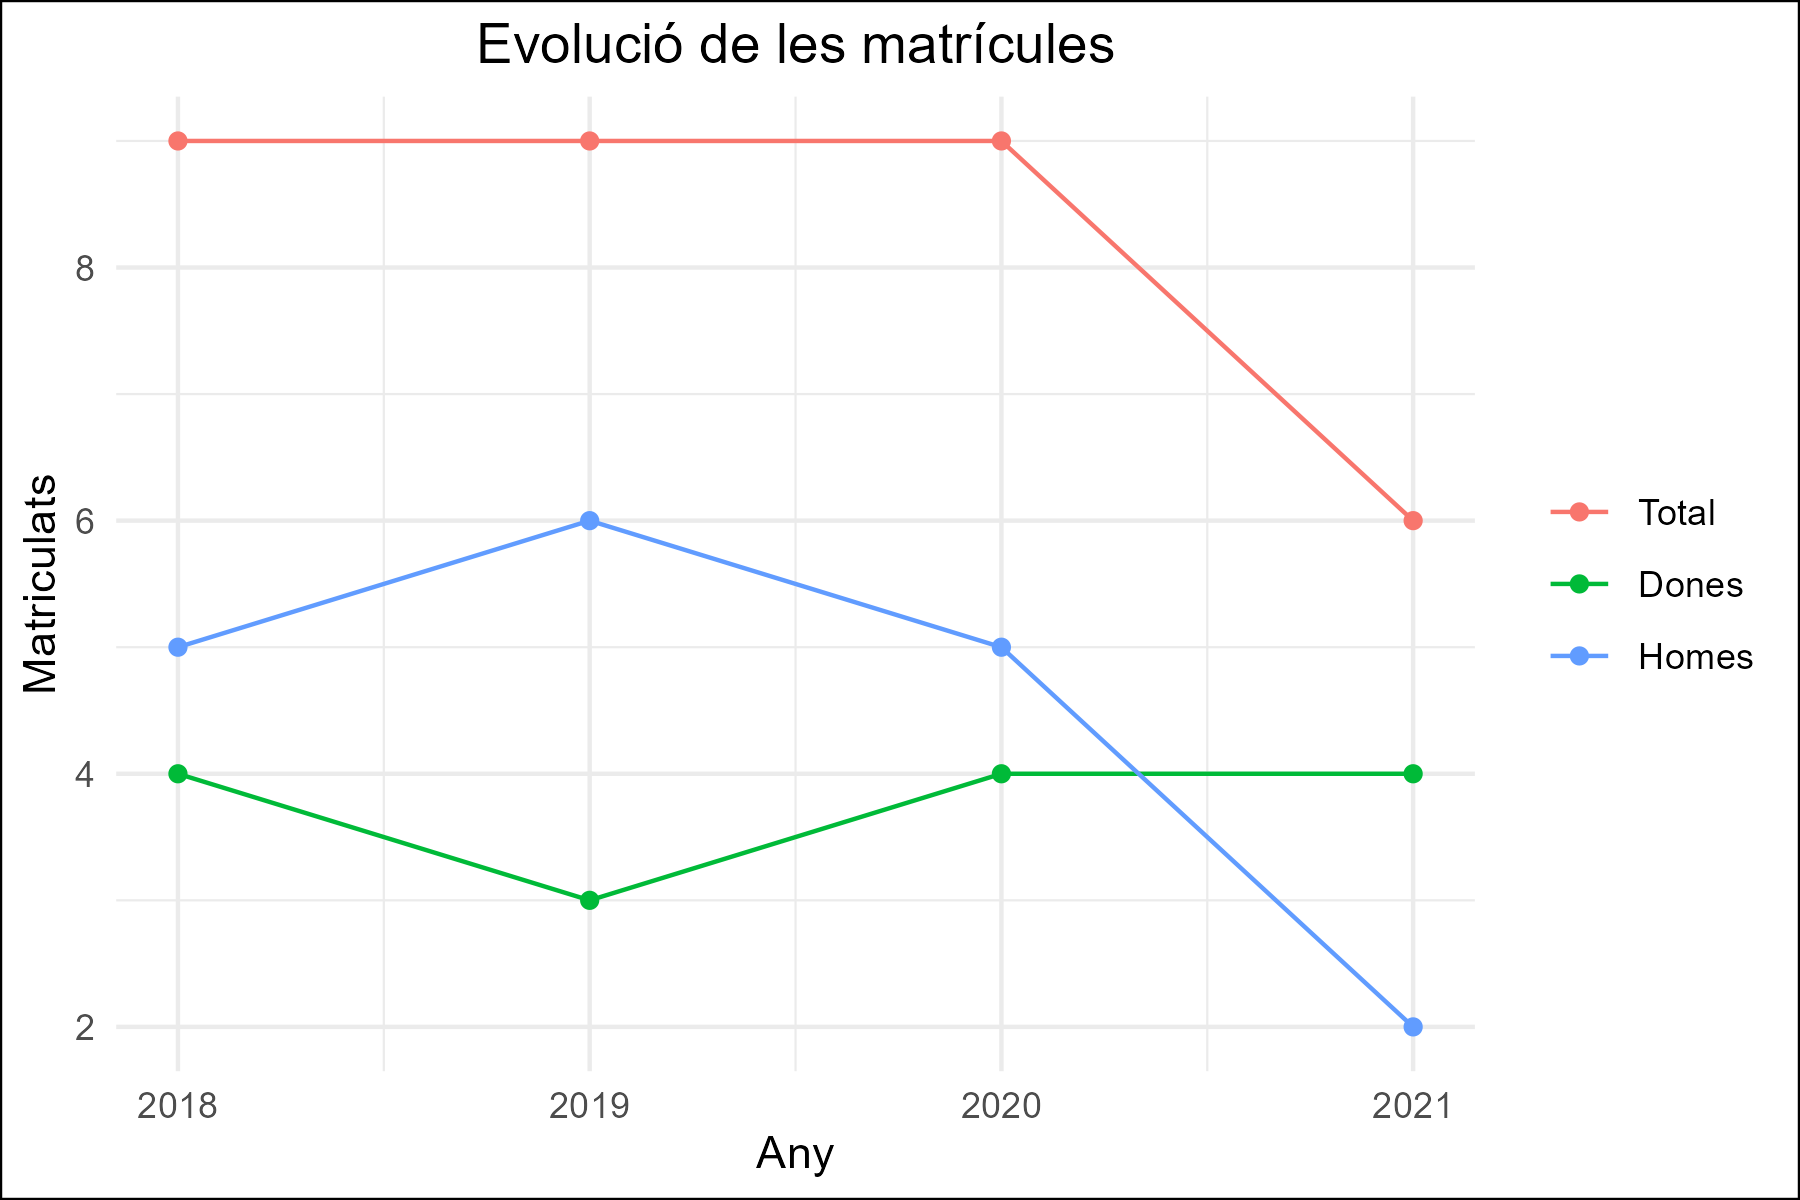 Evolució de les matrícules
Matriculats
8
6
4
2
2018
2019
2020
2021
Any
Total
Dones
Homes